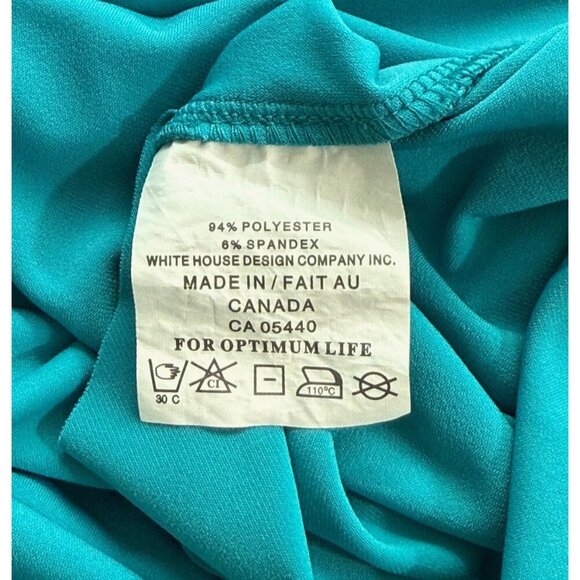 94% POLYESTER
6% SPANDEX
WHITE HOUSE DESIGN COMPANY INC.
MADE IN / FAIT AU
CANADA
CA 05440
FOR OPTIMUM LIFE
CI
110°C
30 C